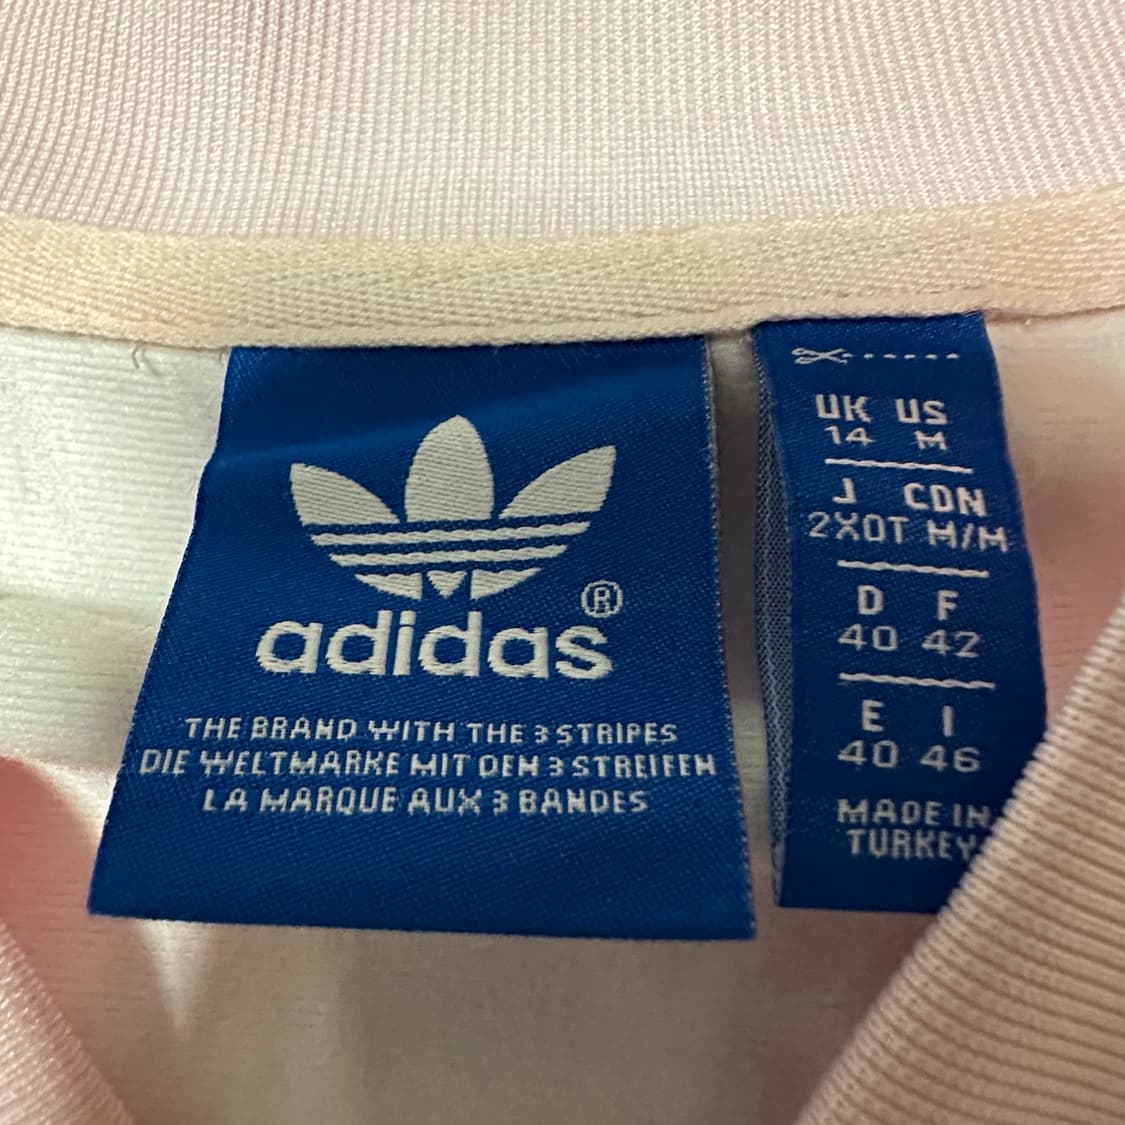 adidas®
THE BRAND WITH THE 3 STRIPES
DIE WELTMARKE MIT DEM 3 STREIFEN
LA MARQUE AUX 3 BANDES
UK US
14 M
J CDN
2XOT M/M
D F
40 42
E I
40 46
MADE IN
TURKEY